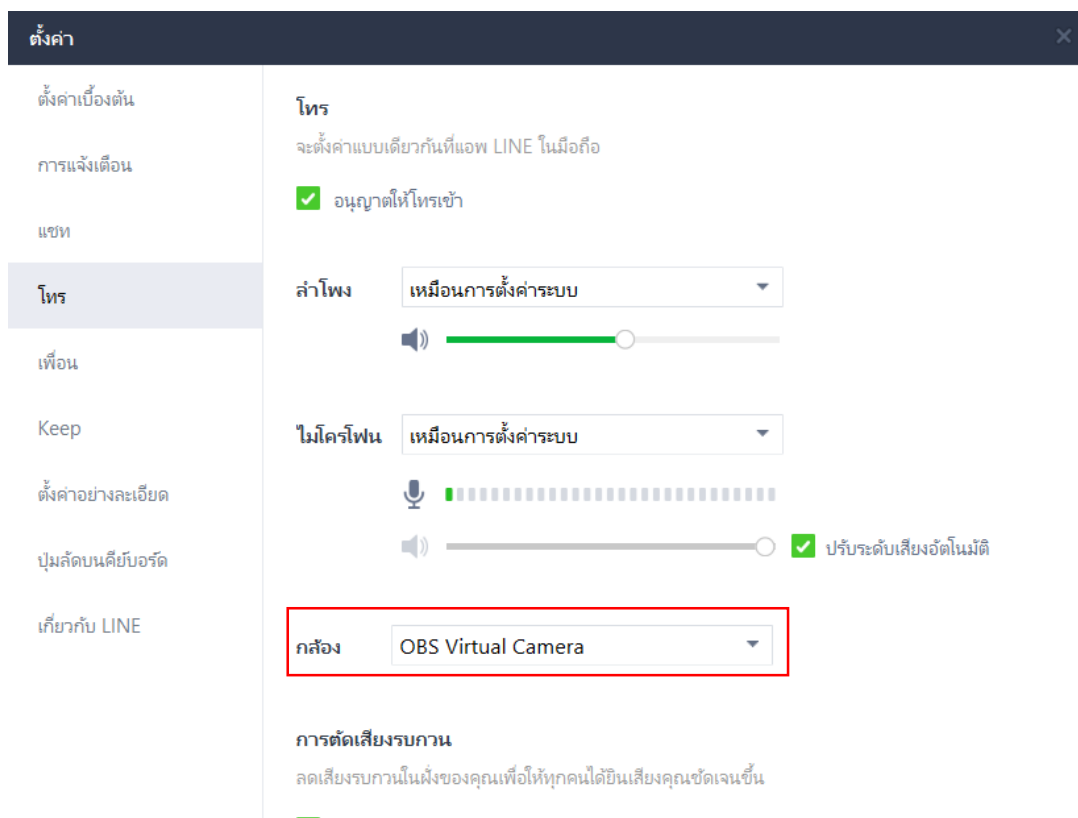 ตั้งค่า
ตั้งค่าเบื้องต้น
การแจ้งเตือน
แชท
โทร
เพื่อน
Keep
ตั้งค่าอย่างละเอียด
ปุ่มลัดบนคีย์บอร์ด
เกี่ยวกับ LINE
โทร
จะตั้งค่าแบบเดียวกันที่แอพ LINE ในมือถือ
อนุญาตให้โทรเข้า
ลำโพง เหมือนการตั้งค่าระบบ
ไมโครโฟน เหมือนการตั้งค่าระบบ
ปรับระดับเสียงอัตโนมัติ
กล้อง OBS Virtual Camera
การตัดเสียงรบกวน
ลดเสียงรบกวนในฝั่งของคุณเพื่อให้ทุกคนได้ยินเสียงคุณชัดเจนขึ้น